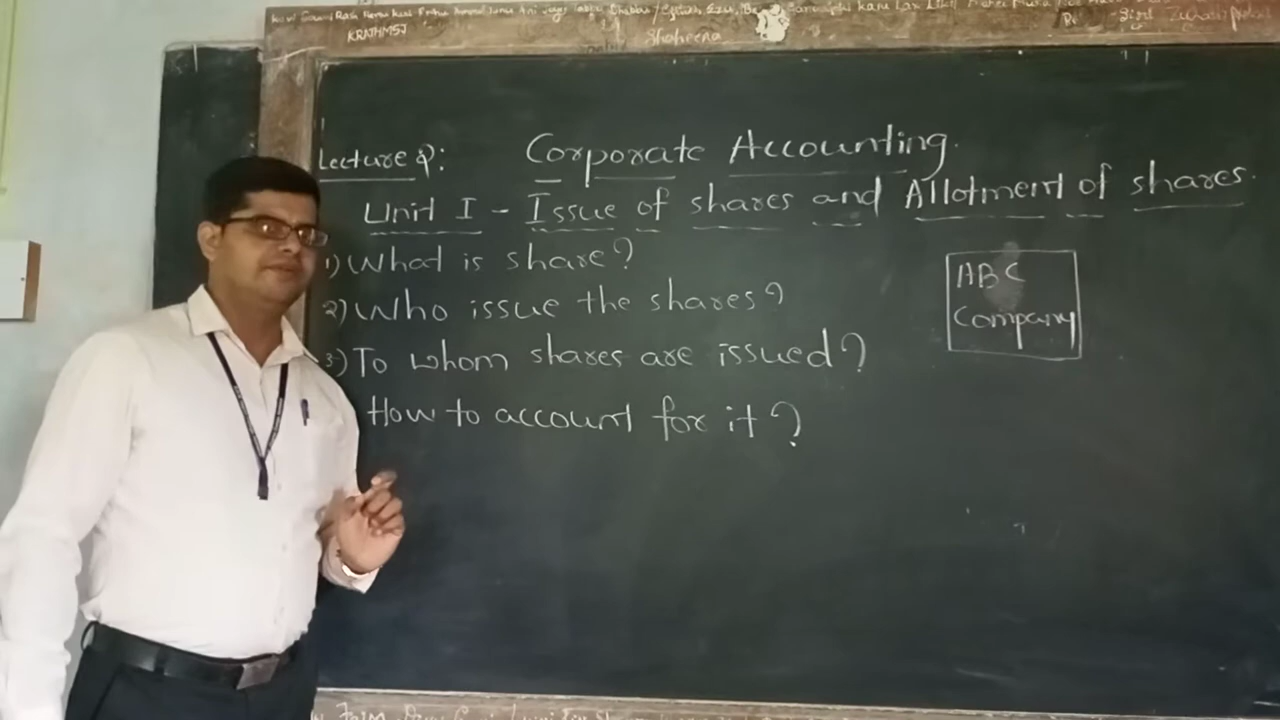 KRATHMSJ
Shaheena
Lecture 2:
Corporate Accounting.
Unit I - Issue of shares and Allotment of shares.
1) What is share?
2) Who issue the shares?
3) To whom shares are issued?
How to account for it?
ABC
Company